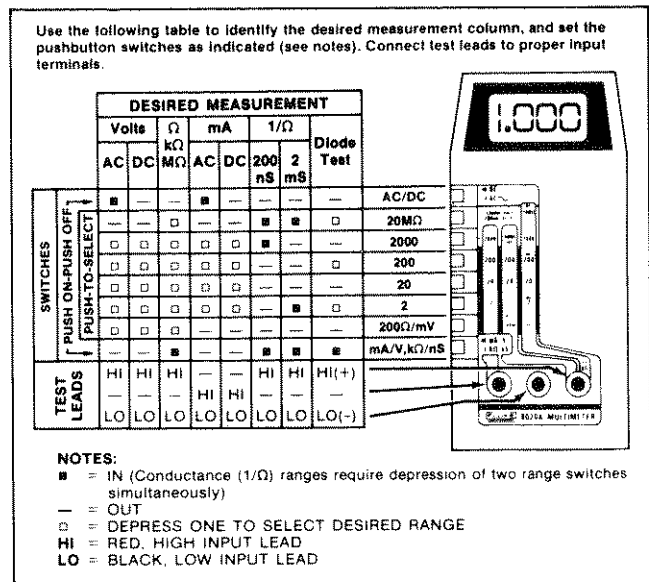 Use the following table to identify the desired measurement column, and set the
pushbutton switches as indicated (see notes). Connect test leads to proper input
terminals.
DESIRED MEASUREMENT
Volts Ω kΩ MΩ mA 1/Ω Diode Test
AC DC AC DC 200 nS 2 mS
SWITCHES
PUSH ON-PUSH OFF
PUSH-TO-SELECT
■ — — ■ — — — — AC/DC
— — □ — — ■ ■ □ 20MΩ
□ □ □ □ □ ■ — — 2000
□ □ □ □ □ — — □ 200
□ □ □ □ □ — — — 20
□ □ □ □ □ — ■ □ 2
□ □ □ — — — — — 200Ω/mV
— — ■ — — ■ ■ ■ mA/V,kΩ/nS
TEST LEADS
HI HI HI — — HI HI HI(+)
— — — HI HI — — —
LO LO LO LO LO LO LO LO(-)
1.000
8020A MULTIMETER
NOTES:
■ = IN (Conductance (1/Ω) ranges require depression of two range switches
simultaneously)
— = OUT
□ = DEPRESS ONE TO SELECT DESIRED RANGE
HI = RED, HIGH INPUT LEAD
LO = BLACK, LOW INPUT LEAD